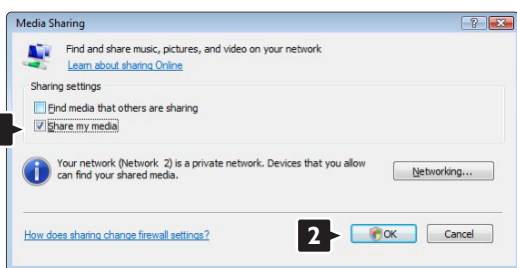 Media Sharing
Find and share music, pictures, and video on your network
Learn about sharing Online
Sharing settings
Find media that others are sharing
Share my media
Your network (Network 2) is a private network. Devices that you allow
can find your shared media.
Networking...
How does sharing change firewall settings?
2
OK
Cancel